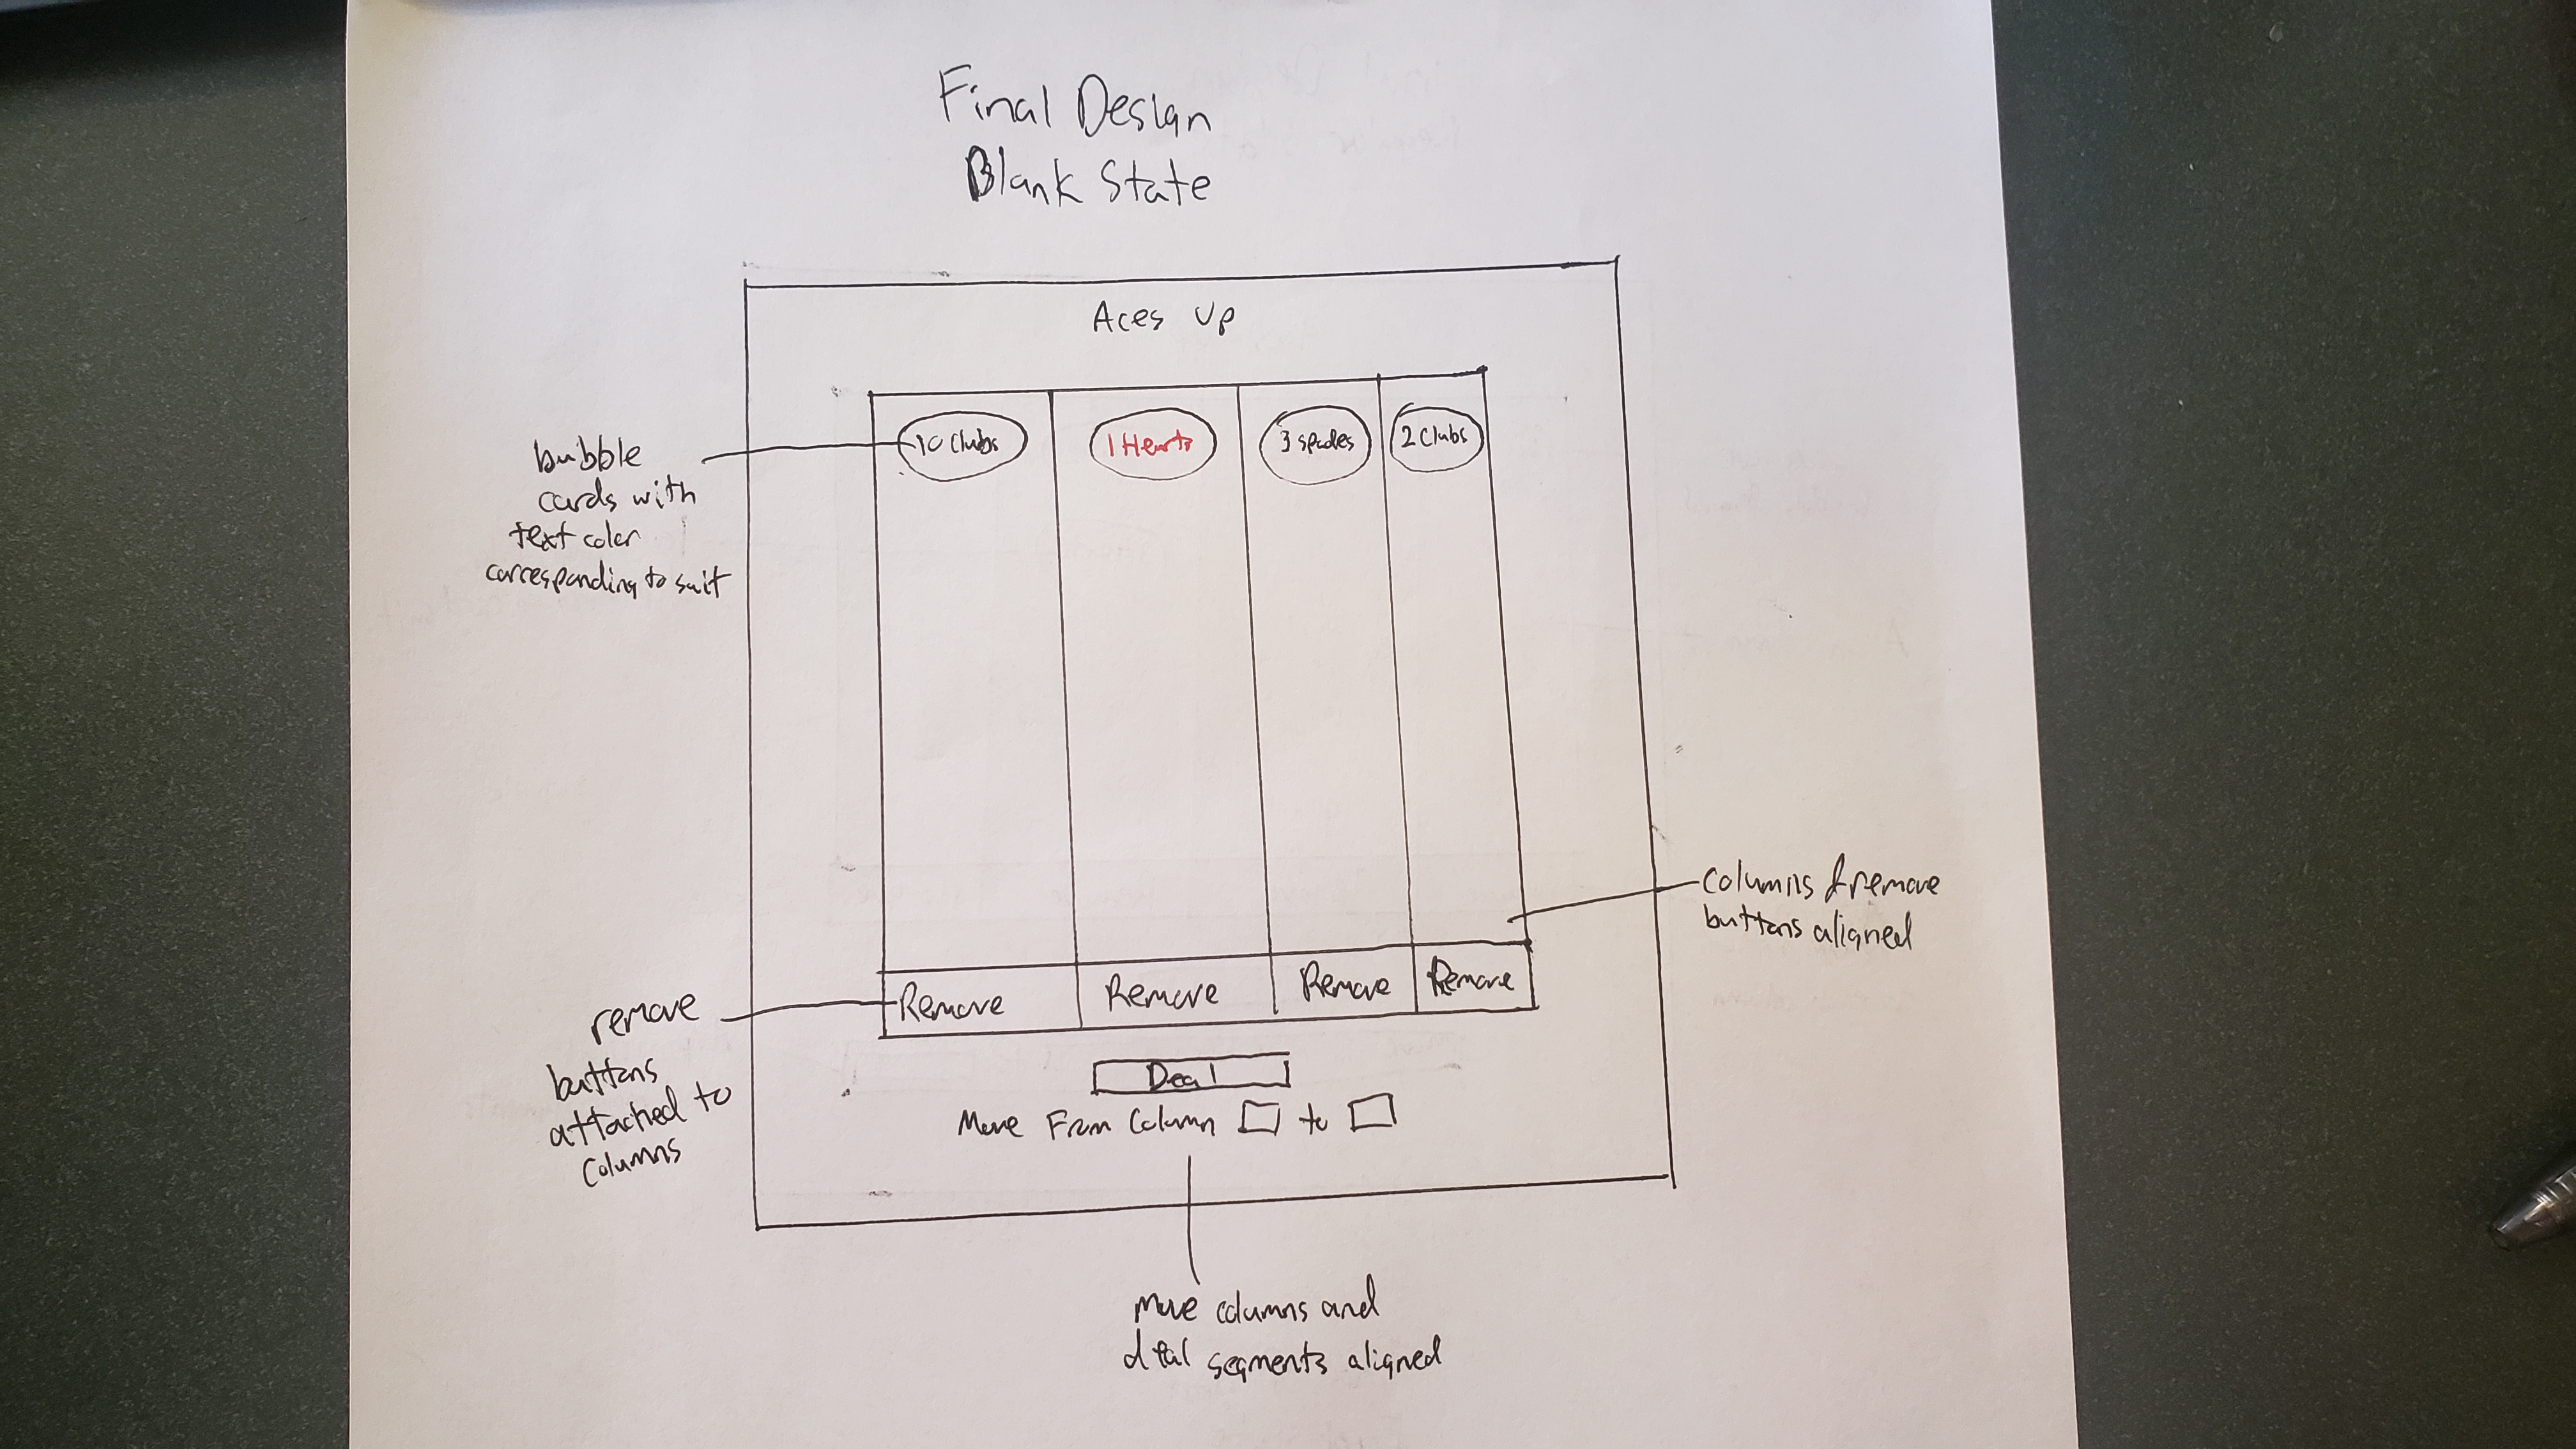 Final Design
Blank State
Aces Up
bubble
cards with
text color
corresponding to suit
10 Clubs
1 Hearts
3 spades
2 Clubs
remove
buttons
attached to
columns
Remove
Remove
Remove
Remove
Columns & remove
buttons aligned
Deal
Move From Column to
move columns and
segments aligned